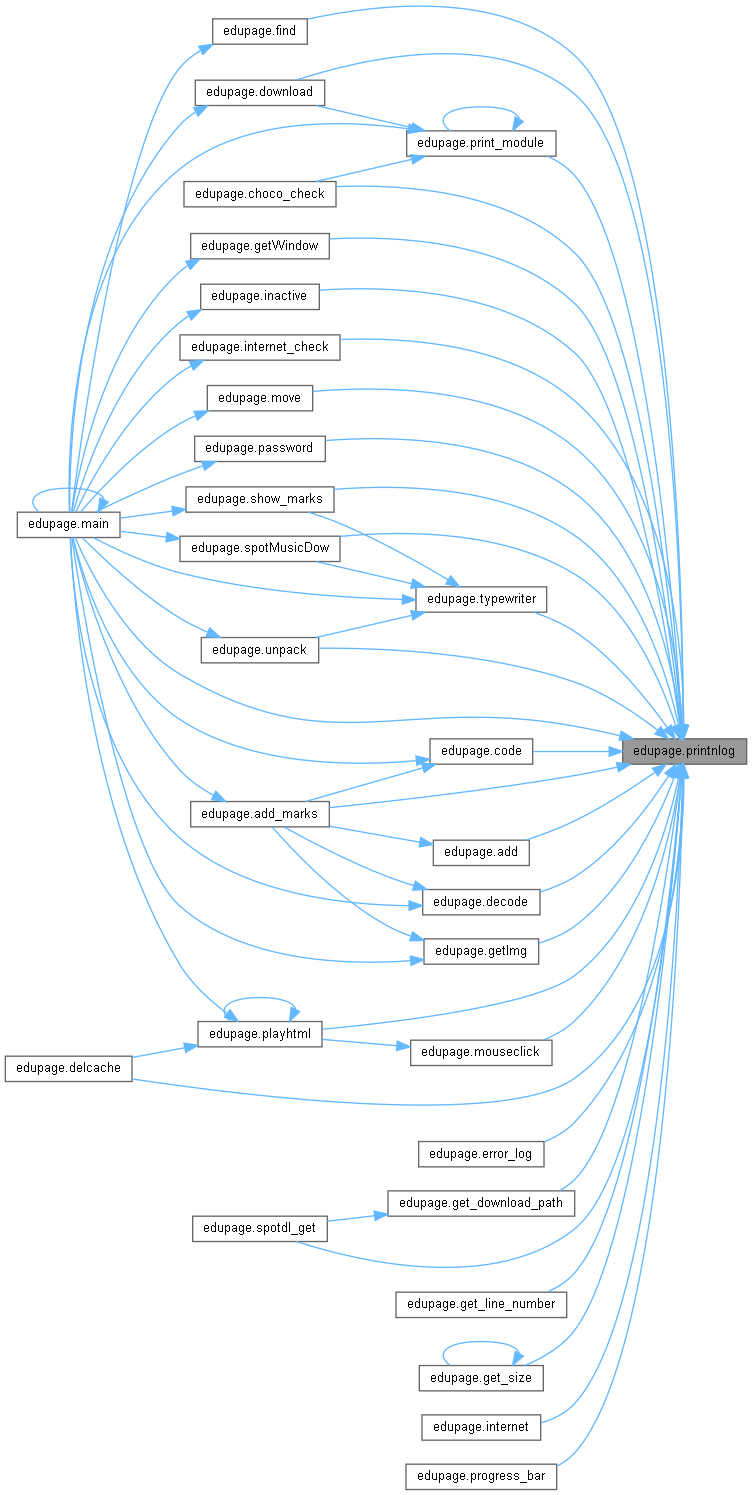 edupage.find
edupage.download
edupage.print_module
edupage.choco_check
edupage.getWindow
edupage.inactive
edupage.internet_check
edupage.move
edupage.password
edupage.show_marks
edupage.main
edupage.spotMusicDow
edupage.typewriter
edupage.unpack
edupage.code
edupage.printnlog
edupage.add_marks
edupage.add
edupage.decode
edupage.getImg
edupage.playhtml
edupage.mouseclick
edupage.delcache
edupage.error_log
edupage.get_download_path
edupage.spotdl_get
edupage.get_line_number
edupage.get_size
edupage.internet
edupage.progress_bar